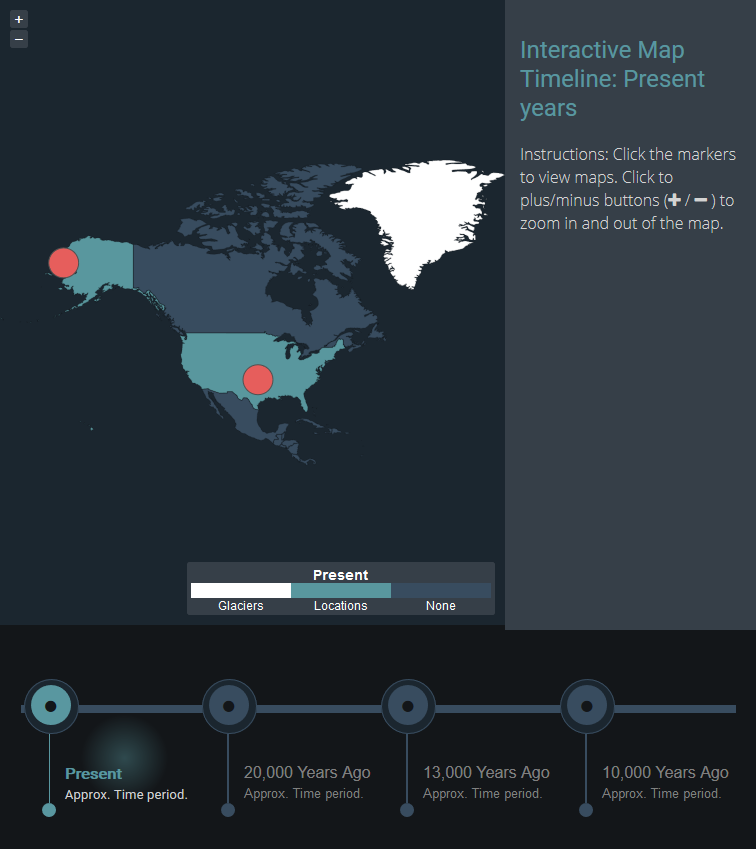 +
−
Interactive Map
Timeline: Present
years
Instructions: Click the markers
to view maps. Click to
plus/minus buttons (+ / −) to
zoom in and out of the map.
Present
Glaciers Locations None
Present
Approx. Time period.
20,000 Years Ago
Approx. Time period.
13,000 Years Ago
Approx. Time period.
10,000 Years Ago
Approx. Time period.